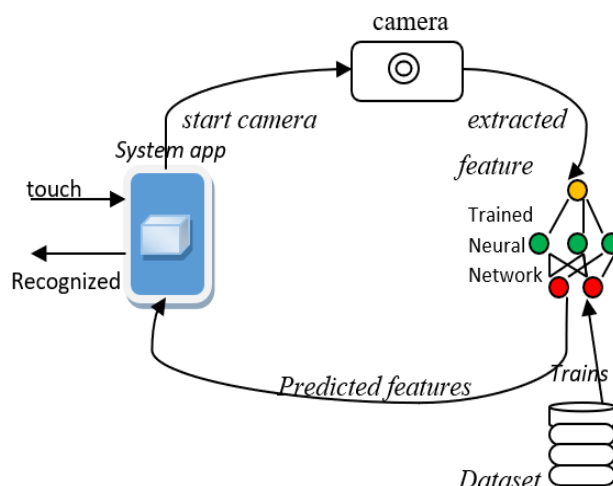 camera
start camera
extracted
feature
System app
touch
Recognized
Trained
Neural
Network
Predicted features
Trains
Dataset